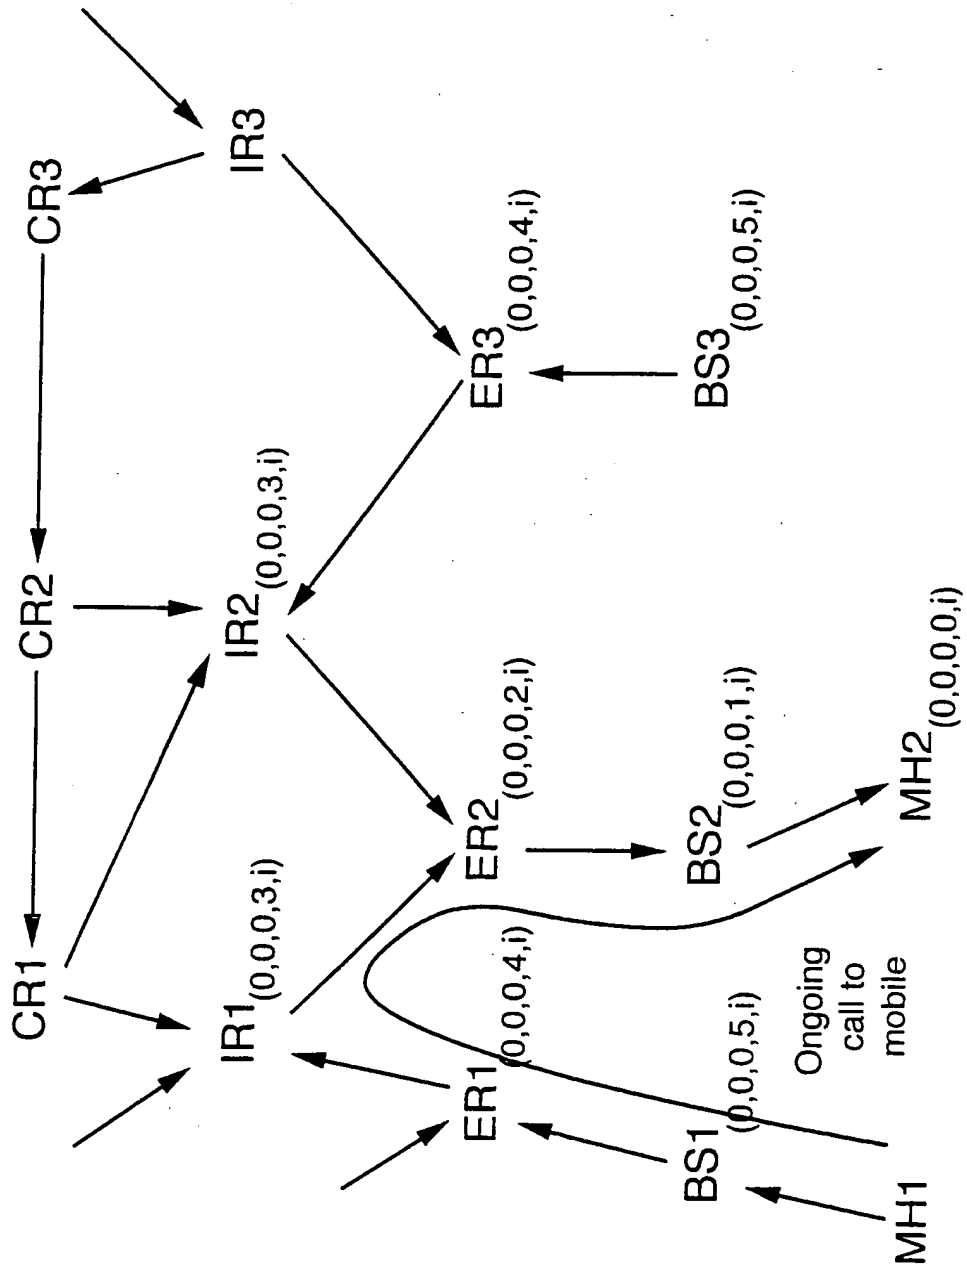 CR1
CR2
CR3
IR1(0,0,0,3,i)
IR2(0,0,0,3,i)
IR3
ER1(0,0,0,4,i)
ER2(0,0,0,2,i)
ER3(0,0,0,4,i)
BS1(0,0,0,5,i)
BS2(0,0,0,1,i)
BS3(0,0,0,5,i)
Ongoing
call to
mobile
MH1
MH2(0,0,0,0,i)